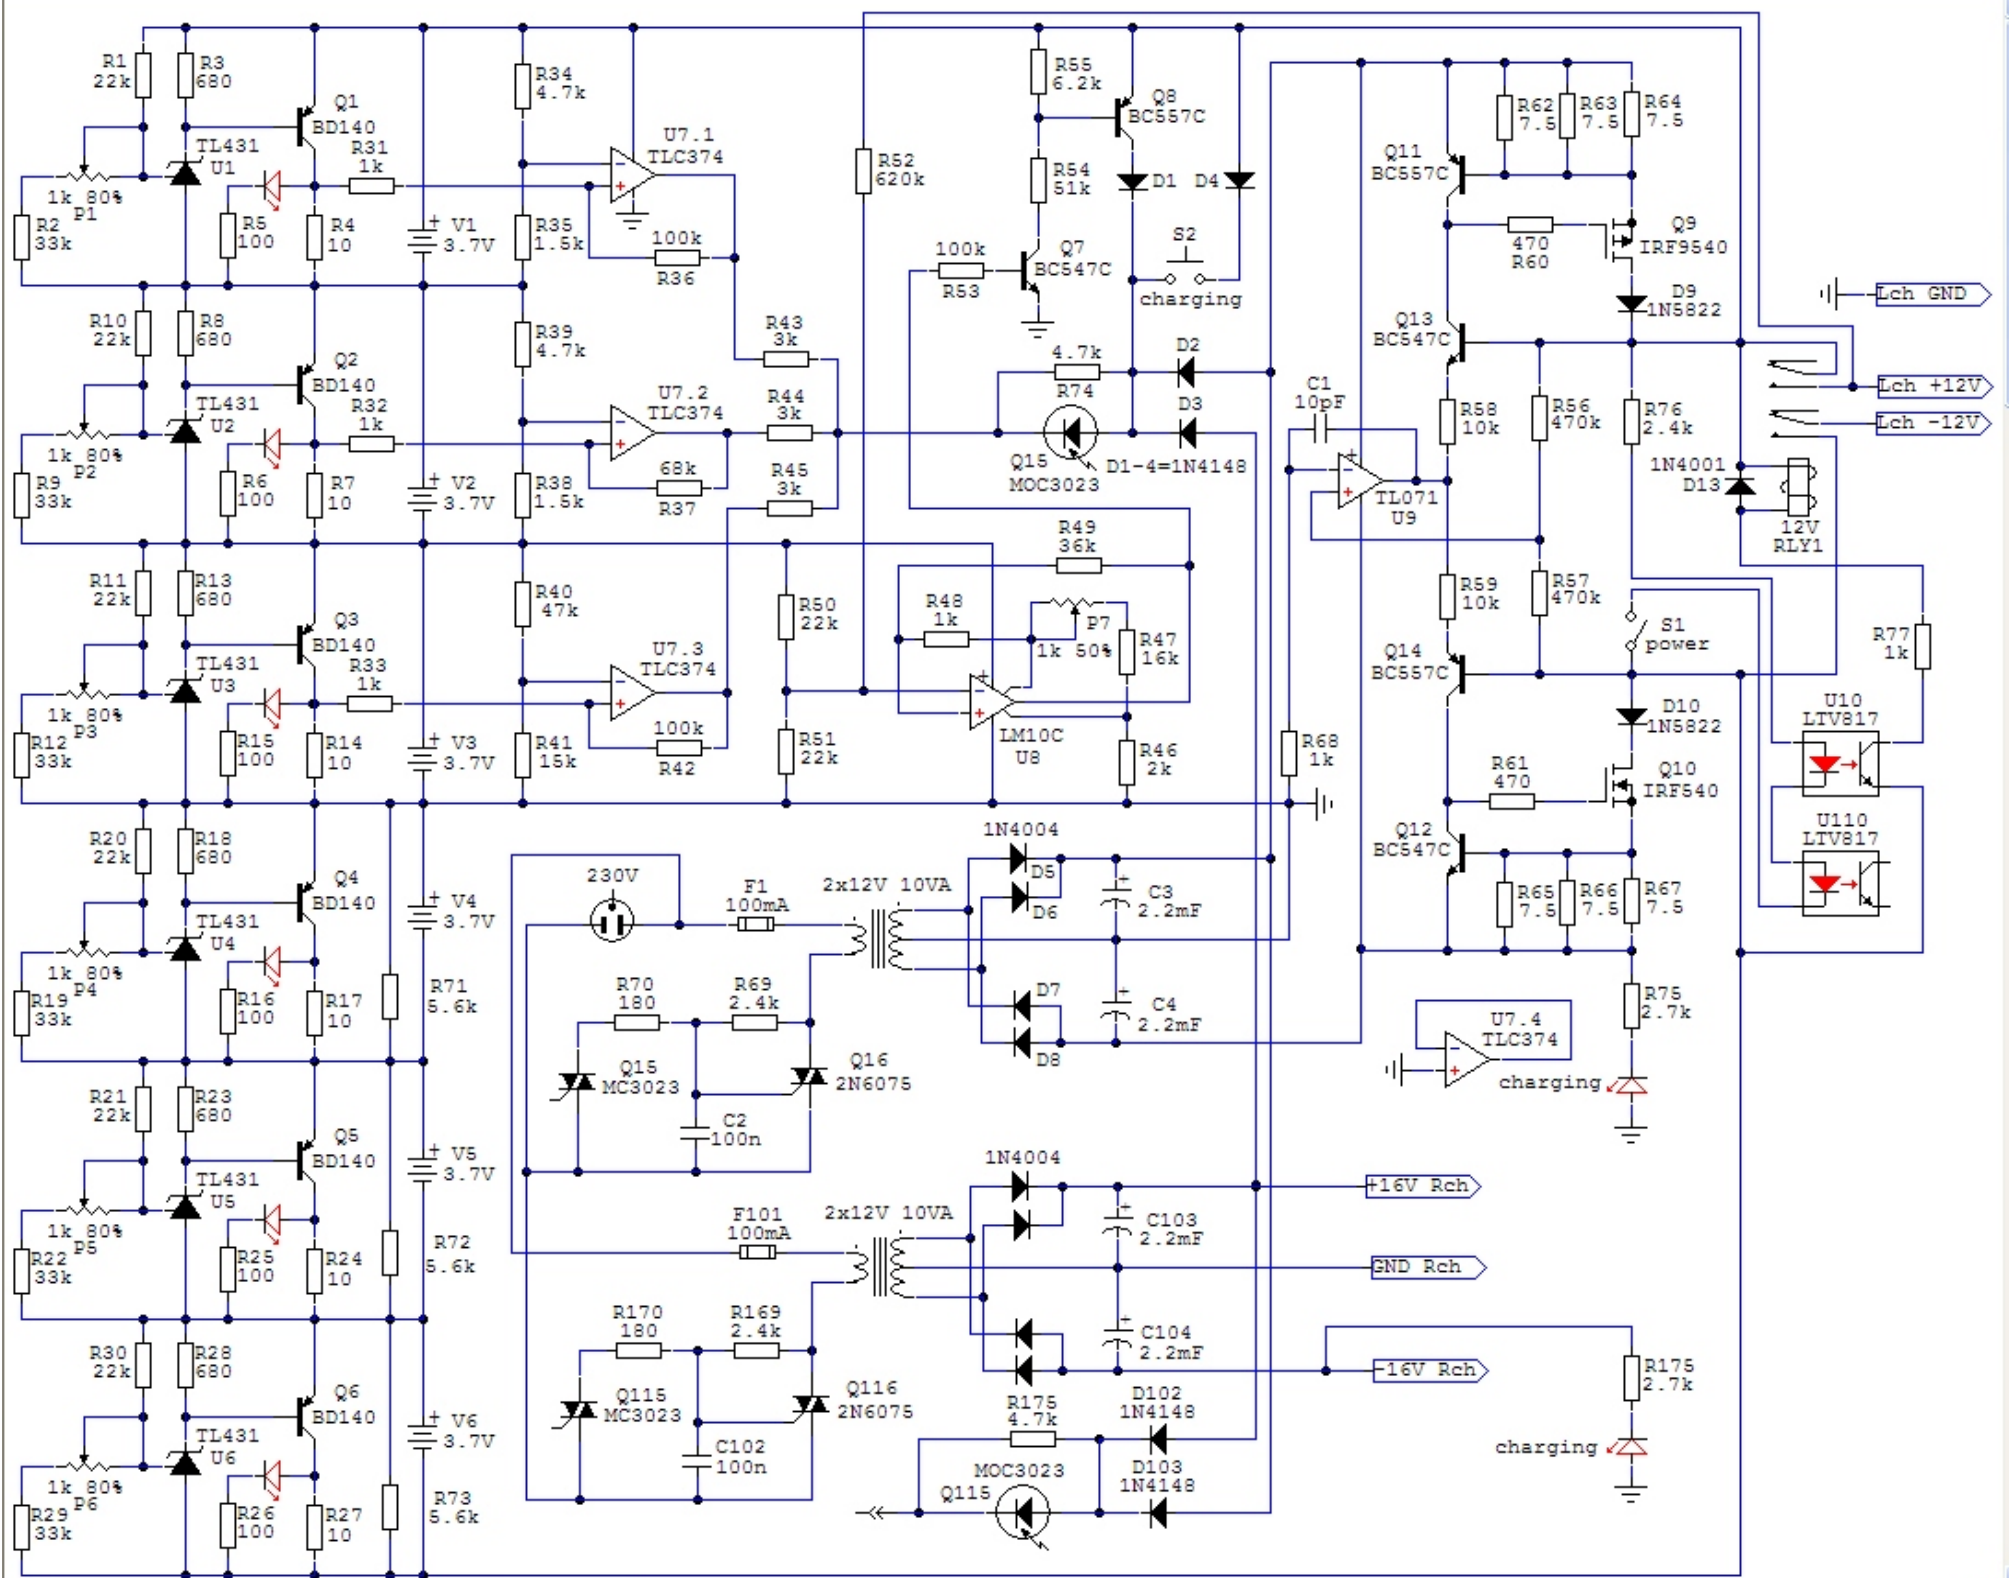 R1
22k
R3
680
Q1
BD140
TL431
U1
R31
1k
1k 80%
P1
R2
33k
R5
100
R4
10
+
V1
3.7V
R34
4.7k
R35
1.5k
U7.1
TLC374
100k
R36
R10
22k
R8
680
Q2
BD140
TL431
U2
R32
1k
1k 80%
P2
R9
33k
R6
100
R7
10
+
V2
3.7V
R39
4.7k
R38
1.5k
U7.2
TLC374
68k
R37
R43
3k
R44
3k
R45
3k
R11
22k
R13
680
Q3
BD140
TL431
U3
R33
1k
1k 80%
P3
R12
33k
R15
100
R14
10
+
V3
3.7V
R40
47k
R41
15k
U7.3
TLC374
100k
R42
R20
22k
R18
680
Q4
BD140
TL431
U4
1k 80%
P4
R19
33k
R16
100
R17
10
+
V4
3.7V
R71
5.6k
R21
22k
R23
680
Q5
BD140
TL431
U5
1k 80%
P5
R22
33k
R25
100
R24
10
+
V5
3.7V
R72
5.6k
R30
22k
R28
680
Q6
BD140
TL431
U6
1k 80%
P6
R29
33k
R26
100
R27
10
+
V6
3.7V
R73
5.6k
R52
620k
R55
6.2k
Q8
BC557C
R54
51k
D1
D4
100k
R53
Q7
BC547C
S2
charging
4.7k
R74
D2
D3
Q15
MOC3023
D1-4=1N4148
R49
36k
R50
22k
R51
22k
R48
1k
P7
1k 50%
R47
16k
LM10C
U8
R46
2k
C1
10pF
TL071
U9
R68
1k
R62
7.5
R63
7.5
R64
7.5
Q11
BC557C
470
R60
Q9
IRF9540
D9
1N5822
Q13
BC547C
R58
10k
R56
470k
R76
2.4k
R59
10k
R57
470k
S1
power
Q14
BC557C
D10
1N5822
R61
470
Q10
IRF540
Q12
BC547C
R65
7.5
R66
7.5
R67
7.5
R75
2.7k
U7.4
TLC374
charging
Lch GND
Lch +12V
Lch -12V
1N4001
D13
12V
RLY1
R77
1k
U10
LTV817
U110
LTV817
230V
F1
100mA
2x12V 10VA
1N4004
D5
D6
D7
D8
+
C3
2.2mF
+
C4
2.2mF
R70
180
R69
2.4k
Q15
MC3023
Q16
2N6075
C2
100n
F101
100mA
2x12V 10VA
1N4004
+
C103
2.2mF
+
C104
2.2mF
+16V Rch
GND Rch
-16V Rch
R170
180
R169
2.4k
Q115
MC3023
Q116
2N6075
C102
100n
R175
4.7k
D102
1N4148
MOC3023
Q115
D103
1N4148
R175
2.7k
charging